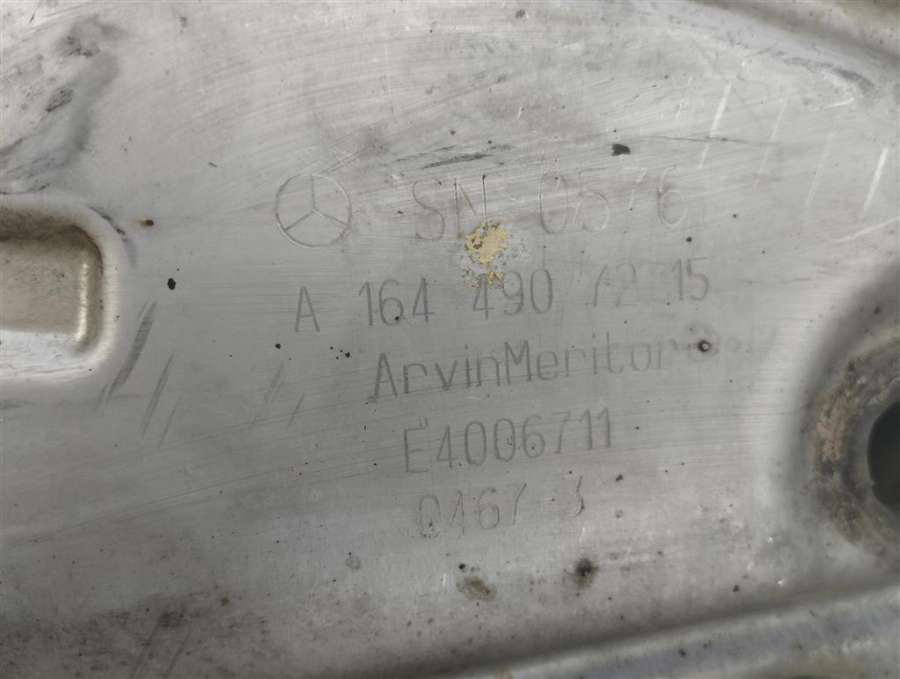 SN 0576
A 164 490 72 15
ArvinMeritor
E4006711
0467 3